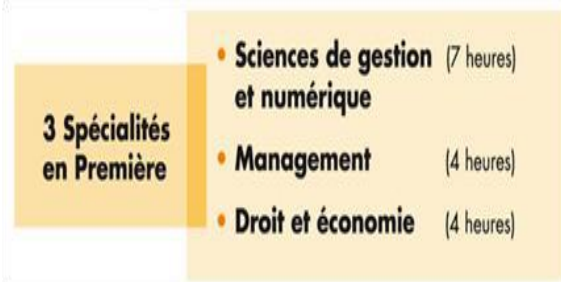 3 Spécialités
en Première
• Sciences de gestion (7 heures)
et numérique
• Management (4 heures)
• Droit et économie (4 heures)